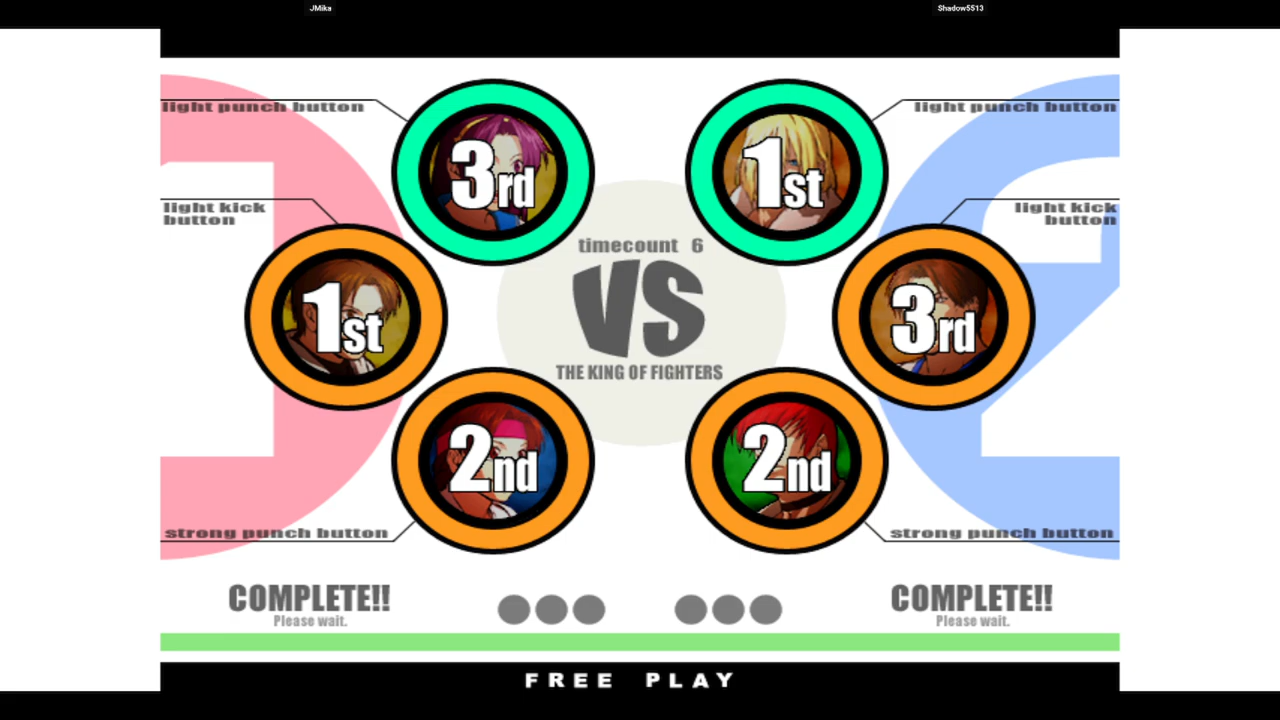 JMika
Shadow5513
light punch button
light punch button
3rd
1st
light kick
button
light kick
button
timecount 6
VS
1st
3rd
THE KING OF FIGHTERS
2nd
2nd
strong punch button
strong punch button
COMPLETE!!
Please wait.
COMPLETE!!
Please wait.
FREE PLAY
1
2